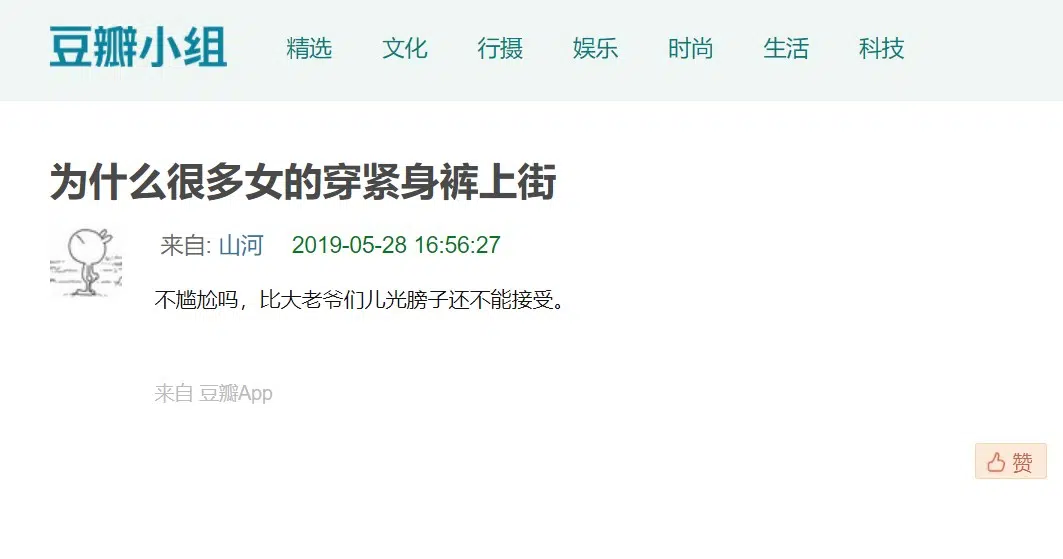 豆瓣小组 精选 文化 行摄 娱乐 时尚 生活 科技
为什么很多女的穿紧身裤上街
来自: 山河 2019-05-28 16:56:27
不尴尬吗，比大老爷们儿光膀子还不能接受。
来自 豆瓣App
赞